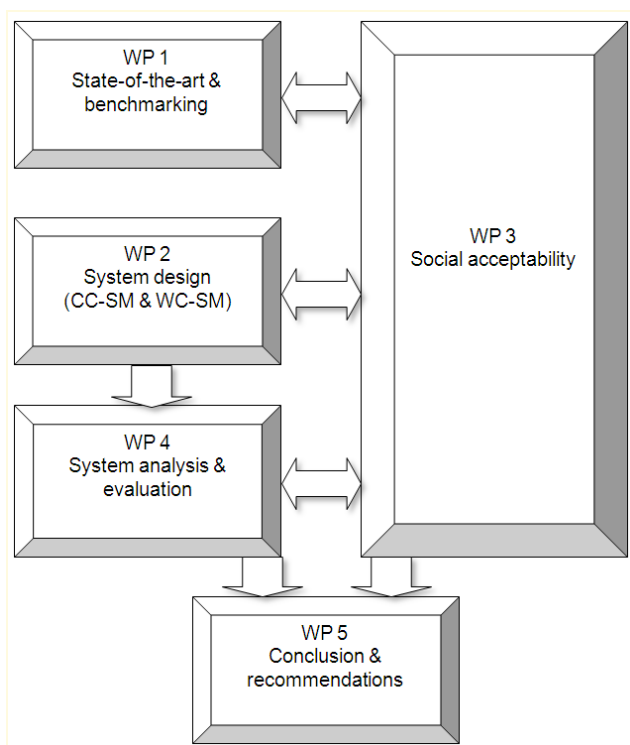 WP 1
State-of-the-art &
benchmarking
WP 2
System design
(CC-SM & WC-SM)
WP 3
Social acceptability
WP 4
System analysis &
evaluation
WP 5
Conclusion &
recommendations